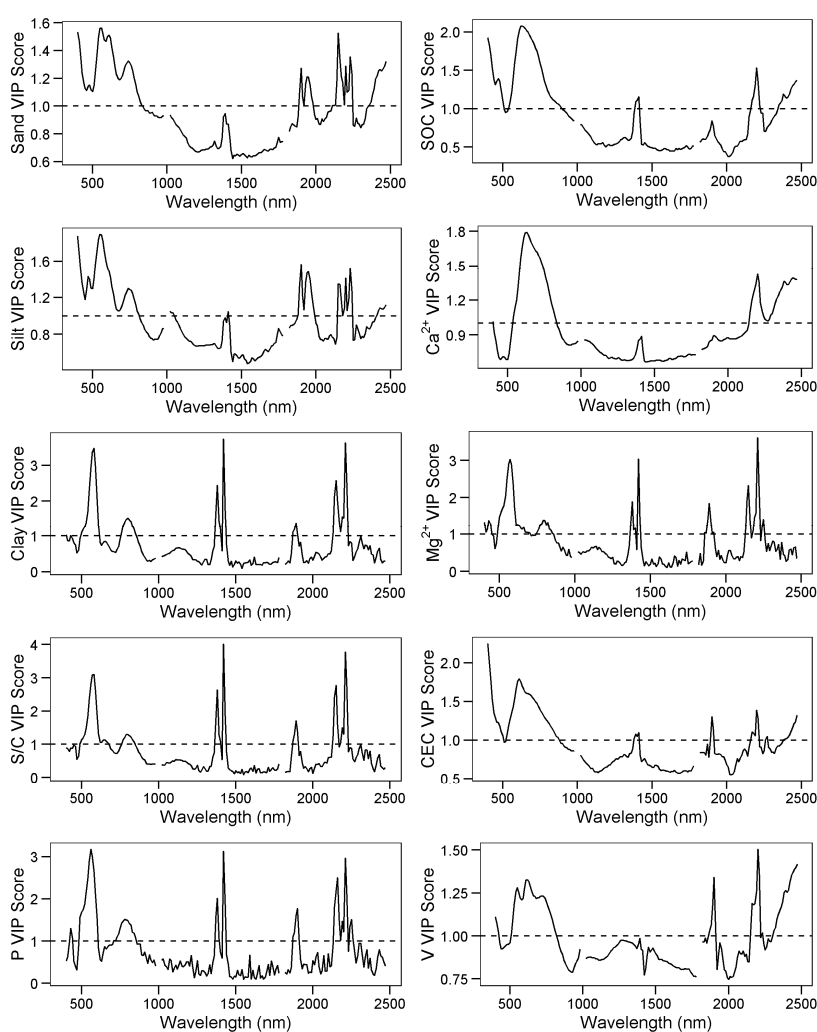 Sand VIP Score
1.6
1.4
1.2
1.0
0.8
0.6
500 1000 1500 2000 2500
Wavelength (nm)
SOC VIP Score
2.0
1.5
1.0
0.5
500 1000 1500 2000 2500
Wavelength (nm)
Silt VIP Score
1.6
1.2
0.8
500 1000 1500 2000 2500
Wavelength (nm)
Ca2+ VIP Score
1.8
1.5
1.2
0.9
500 1000 1500 2000 2500
Wavelength (nm)
Clay VIP Score
3
2
1
0
500 1000 1500 2000 2500
Wavelength (nm)
Mg2+ VIP Score
3
2
1
0
500 1000 1500 2000 2500
Wavelength (nm)
S/C VIP Score
4
3
2
1
0
500 1000 1500 2000 2500
Wavelength (nm)
CEC VIP Score
2.0
1.5
1.0
0.5
500 1000 1500 2000 2500
Wavelength (nm)
P VIP Score
3
2
1
0
500 1000 1500 2000 2500
Wavelength (nm)
V VIP Score
1.50
1.25
1.00
0.75
500 1000 1500 2000 2500
Wavelength (nm)